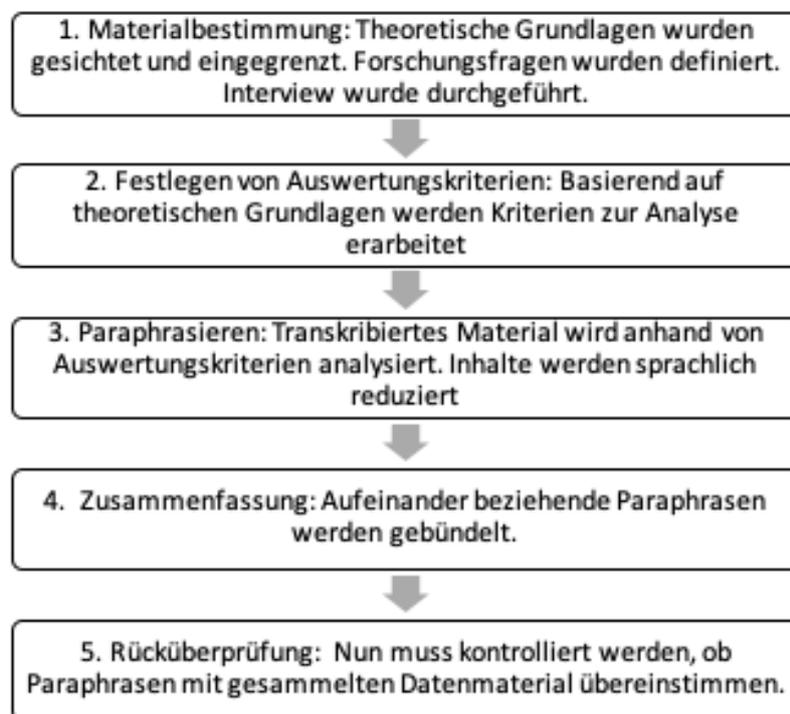 1. Materialbestimmung: Theoretische Grundlagen wurden
gesichtet und eingegrenzt. Forschungsfragen wurden definiert.
Interview wurde durchgeführt.
2. Festlegen von Auswertungskriterien: Basierend auf
theoretischen Grundlagen werden Kriterien zur Analyse
erarbeitet
3. Paraphrasieren: Transkribiertes Material wird anhand von
Auswertungskriterien analysiert. Inhalte werden sprachlich
reduziert
4. Zusammenfassung: Aufeinander beziehende Paraphrasen
werden gebündelt.
5. Rücküberprüfung: Nun muss kontrolliert werden, ob
Paraphrasen mit gesammelten Datenmaterial übereinstimmen.